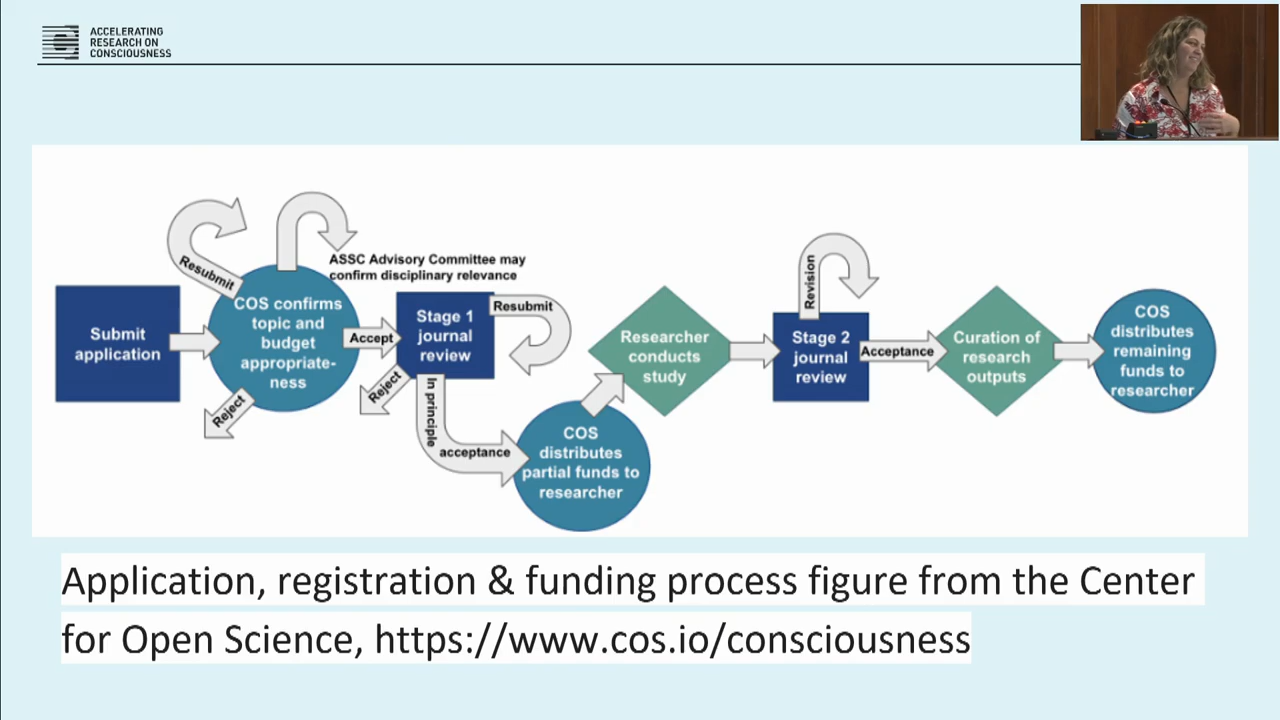 ACCELERATING
RESEARCH ON
CONSCIOUSNESS
Submit
application
Resubmit
COS confirms
topic and
budget
appropriate-
ness
Reject
ASSC Advisory Committee may
confirm disciplinary relevance
Accept
Stage 1
journal
review
Resubmit
Reject
In principle
acceptance
COS
distributes
partial funds to
researcher
Researcher
conducts
study
Revision
Stage 2
journal
review
Acceptance
Curation of
research
outputs
COS
distributes
remaining
funds to
researcher
Application, registration & funding process figure from the Center
for Open Science, https://www.cos.io/consciousness